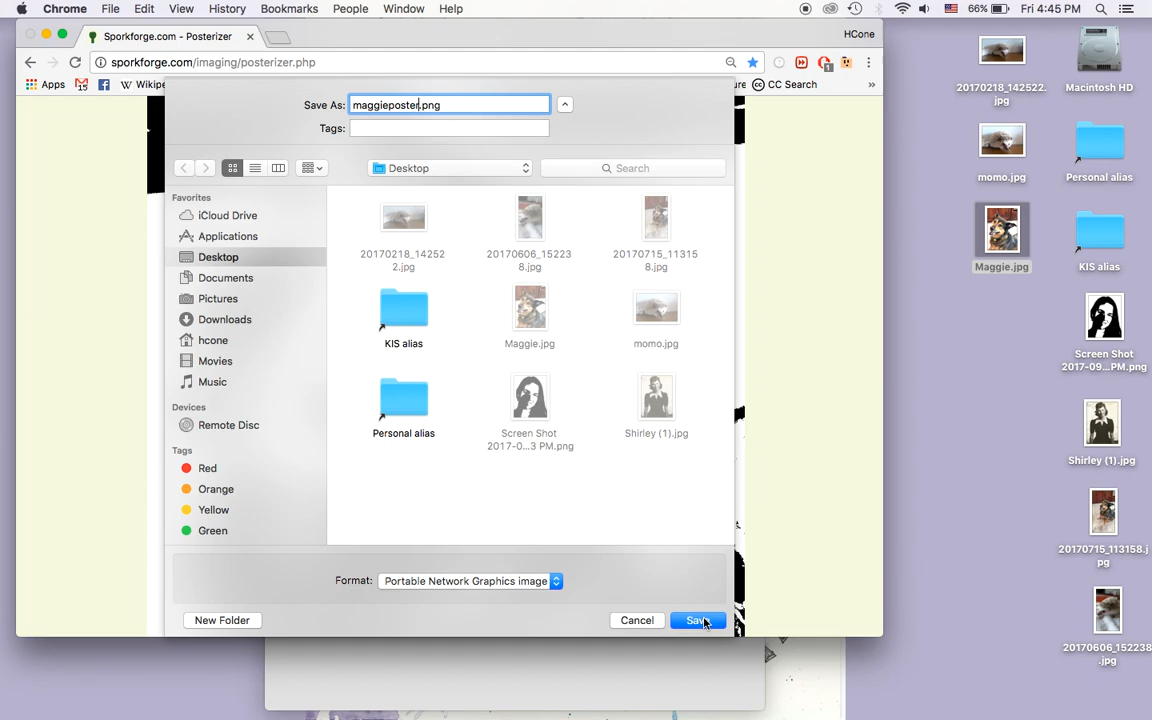 Chrome File Edit View History Bookmarks People Window Help
66% Fri 4:45 PM
Sporkforge.com - Posterizer
HCone
sporkforge.com/imaging/posterizer.php
1
Apps
15
Wikipe
ure
CC Search
»
Save As: maggieposter.png
Tags:
Desktop
Search
Favorites
iCloud Drive
Applications
Desktop
Documents
Pictures
Downloads
hcone
Movies
Music
Devices
Remote Disc
Tags
Red
Orange
Yellow
Green
20170218_14252
2.jpg
20170606_15223
8.jpg
20170715_11315
8.jpg
KIS alias
Maggie.jpg
momo.jpg
Personal alias
Screen Shot
2017-0...3 PM.png
Shirley (1).jpg
Format: Portable Network Graphics image
New Folder
Cancel
Save
20170218_142522.
jpg
Macintosh HD
momo.jpg
Personal alias
Maggie.jpg
KIS alias
Screen Shot
2017-09...PM.png
Shirley (1).jpg
20170715_113158.j
pg
20170606_152238
.jpg